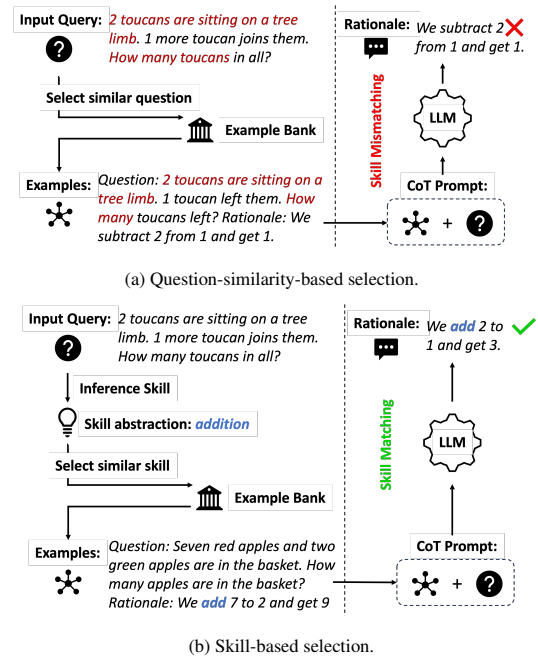 Input Query:
2 toucans are sitting on a tree
limb. 1 more toucan joins them.
How many toucans in all?
?
Select similar question
Example Bank
Examples:
Question: 2 toucans are sitting on a
tree limb. 1 toucan left them. How
many toucans left? Rationale: We
subtract 2 from 1 and get 1.
Rationale:
We subtract 2
from 1 and get 1.
Skill Mismatching
LLM
CoT Prompt:
+ ?
(a) Question-similarity-based selection.
Input Query:
2 toucans are sitting on a tree
limb. 1 more toucan joins them.
How many toucans in all?
?
Inference Skill
Skill abstraction: addition
Select similar skill
Example Bank
Examples:
Question: Seven red apples and two
green apples are in the basket. How
many apples are in the basket?
Rationale: We add 7 to 2 and get 9
Rationale:
We add 2 to
1 and get 3.
Skill Matching
LLM
CoT Prompt:
+ ?
(b) Skill-based selection.